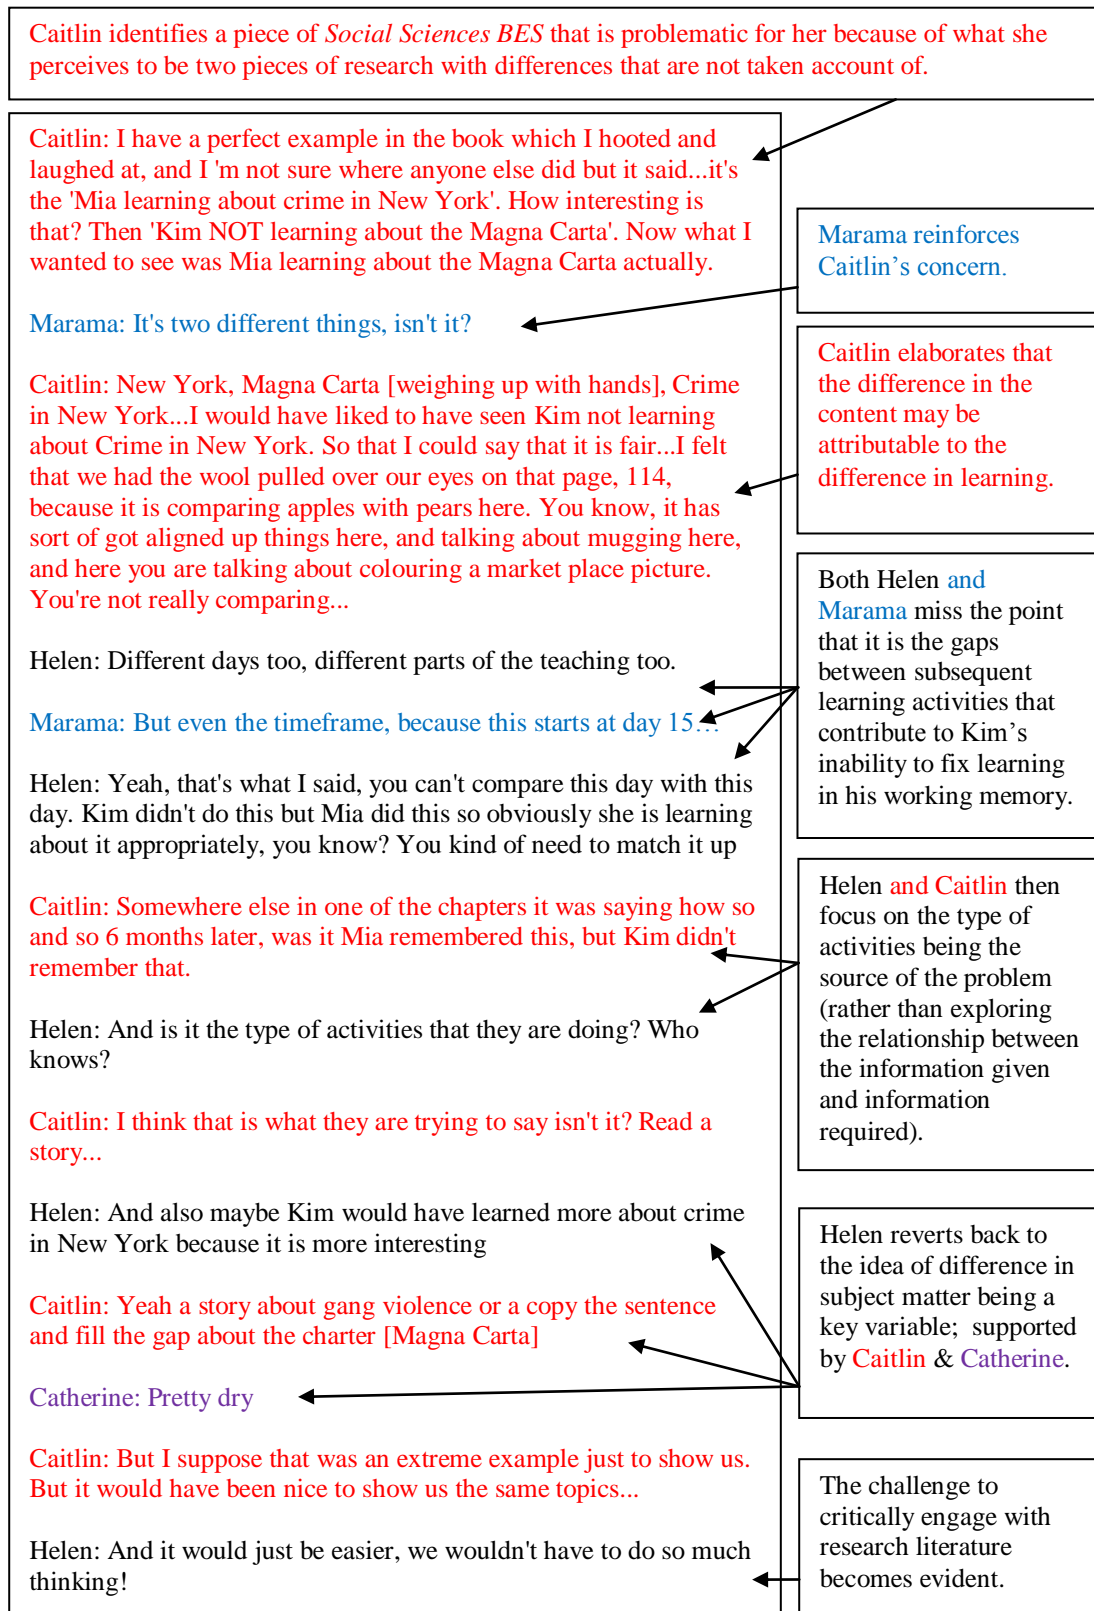 Caitlin identifies a piece of Social Sciences BES that is problematic for her because of what she
perceives to be two pieces of research with differences that are not taken account of.
Caitlin: I have a perfect example in the book which I hooted and
laughed at, and I 'm not sure where anyone else did but it said...it's
the 'Mia learning about crime in New York'. How interesting is
that? Then 'Kim NOT learning about the Magna Carta'. Now what I
wanted to see was Mia learning about the Magna Carta actually.
Marama: It's two different things, isn't it?
Caitlin: New York, Magna Carta [weighing up with hands], Crime
in New York...I would have liked to have seen Kim not learning
about Crime in New York. So that I could say that it is fair...I felt
that we had the wool pulled over our eyes on that page, 114,
because it is comparing apples with pears here. You know, it has
sort of got aligned up things here, and talking about mugging here,
and here you are talking about colouring a market place picture.
You're not really comparing...
Helen: Different days too, different parts of the teaching too.
Marama: But even the timeframe, because this starts at day 15…
Helen: Yeah, that's what I said, you can't compare this day with this
day. Kim didn't do this but Mia did this so obviously she is learning
about it appropriately, you know? You kind of need to match it up
Caitlin: Somewhere else in one of the chapters it was saying how so
and so 6 months later, was it Mia remembered this, but Kim didn't
remember that.
Helen: And is it the type of activities that they are doing? Who
knows?
Caitlin: I think that is what they are trying to say isn't it? Read a
story...
Helen: And also maybe Kim would have learned more about crime
in New York because it is more interesting
Caitlin: Yeah a story about gang violence or a copy the sentence
and fill the gap about the charter [Magna Carta]
Catherine: Pretty dry
Caitlin: But I suppose that was an extreme example just to show us.
But it would have been nice to show us the same topics...
Helen: And it would just be easier, we wouldn't have to do so much
thinking!
Marama reinforces
Caitlin's concern.
Caitlin elaborates that
the difference in the
content may be
attributable to the
difference in learning.
Both Helen and
Marama miss the point
that it is the gaps
between subsequent
learning activities that
contribute to Kim's
inability to fix learning
in his working memory.
Helen and Caitlin then
focus on the type of
activities being the
source of the problem
(rather than exploring
the relationship between
the information given
and information
required).
Helen reverts back to
the idea of difference in
subject matter being a
key variable; supported
by Caitlin & Catherine.
The challenge to
critically engage with
research literature
becomes evident.